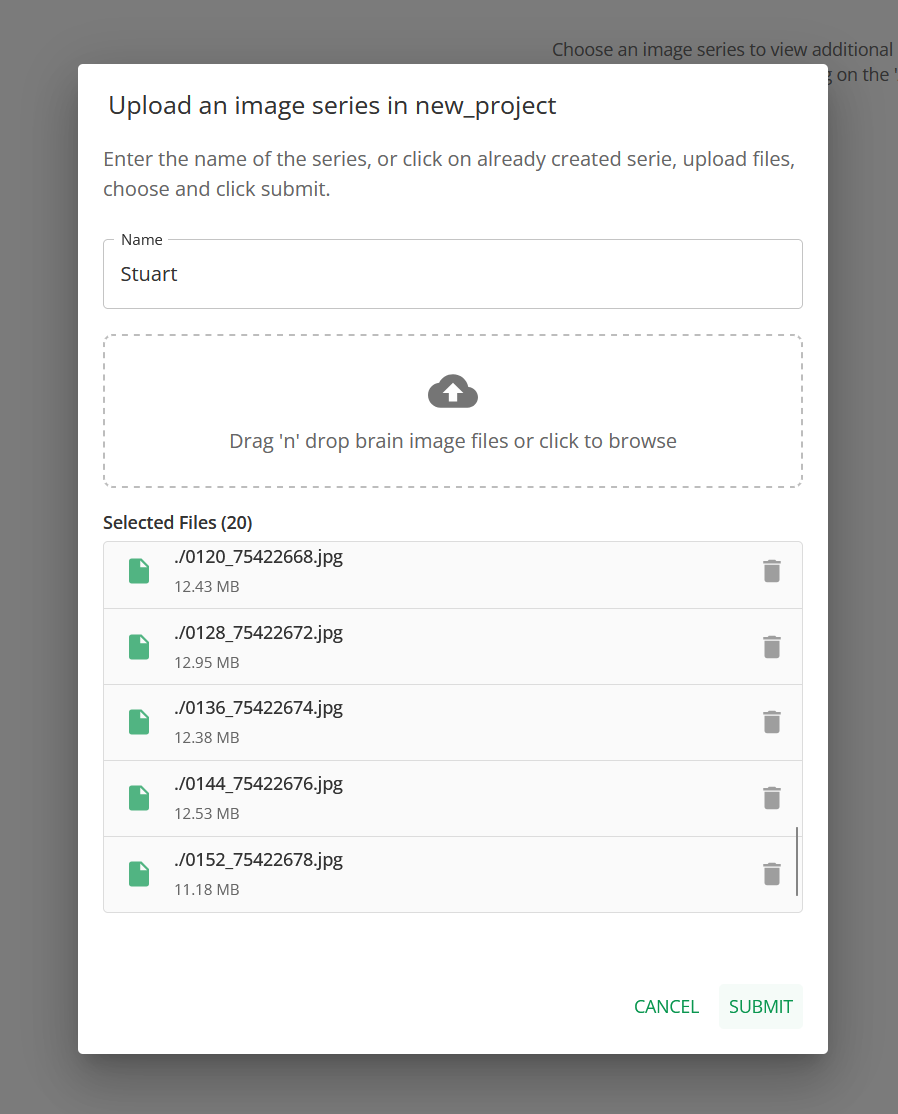 Choose an image series to view additional
g on the '
Upload an image series in new_project
Enter the name of the series, or click on already created serie, upload files,
choose and click submit.
Name
Stuart
Drag 'n' drop brain image files or click to browse
Selected Files (20)
./0120_75422668.jpg
12.43 MB
./0128_75422672.jpg
12.95 MB
./0136_75422674.jpg
12.38 MB
./0144_75422676.jpg
12.53 MB
./0152_75422678.jpg
11.18 MB
CANCEL SUBMIT